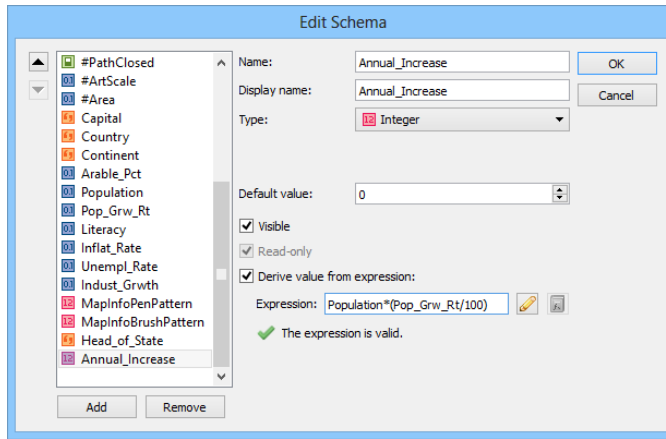 Edit Schema
#PathClosed
#ArtScale
#Area
Capital
Country
Continent
Arable_Pct
Population
Pop_Grw_Rt
Literacy
Inflat_Rate
Unempl_Rate
Indust_Grwth
MapInfoPenPattern
MapInfoBrushPattern
Head_of_State
Annual_Increase
Add Remove
Name: Annual_Increase
Display name: Annual_Increase
Type: 12 Integer
Default value: 0
Visible
Read-only
Derive value from expression:
Expression: Population*(Pop_Grw_Rt/100)
The expression is valid.
OK
Cancel